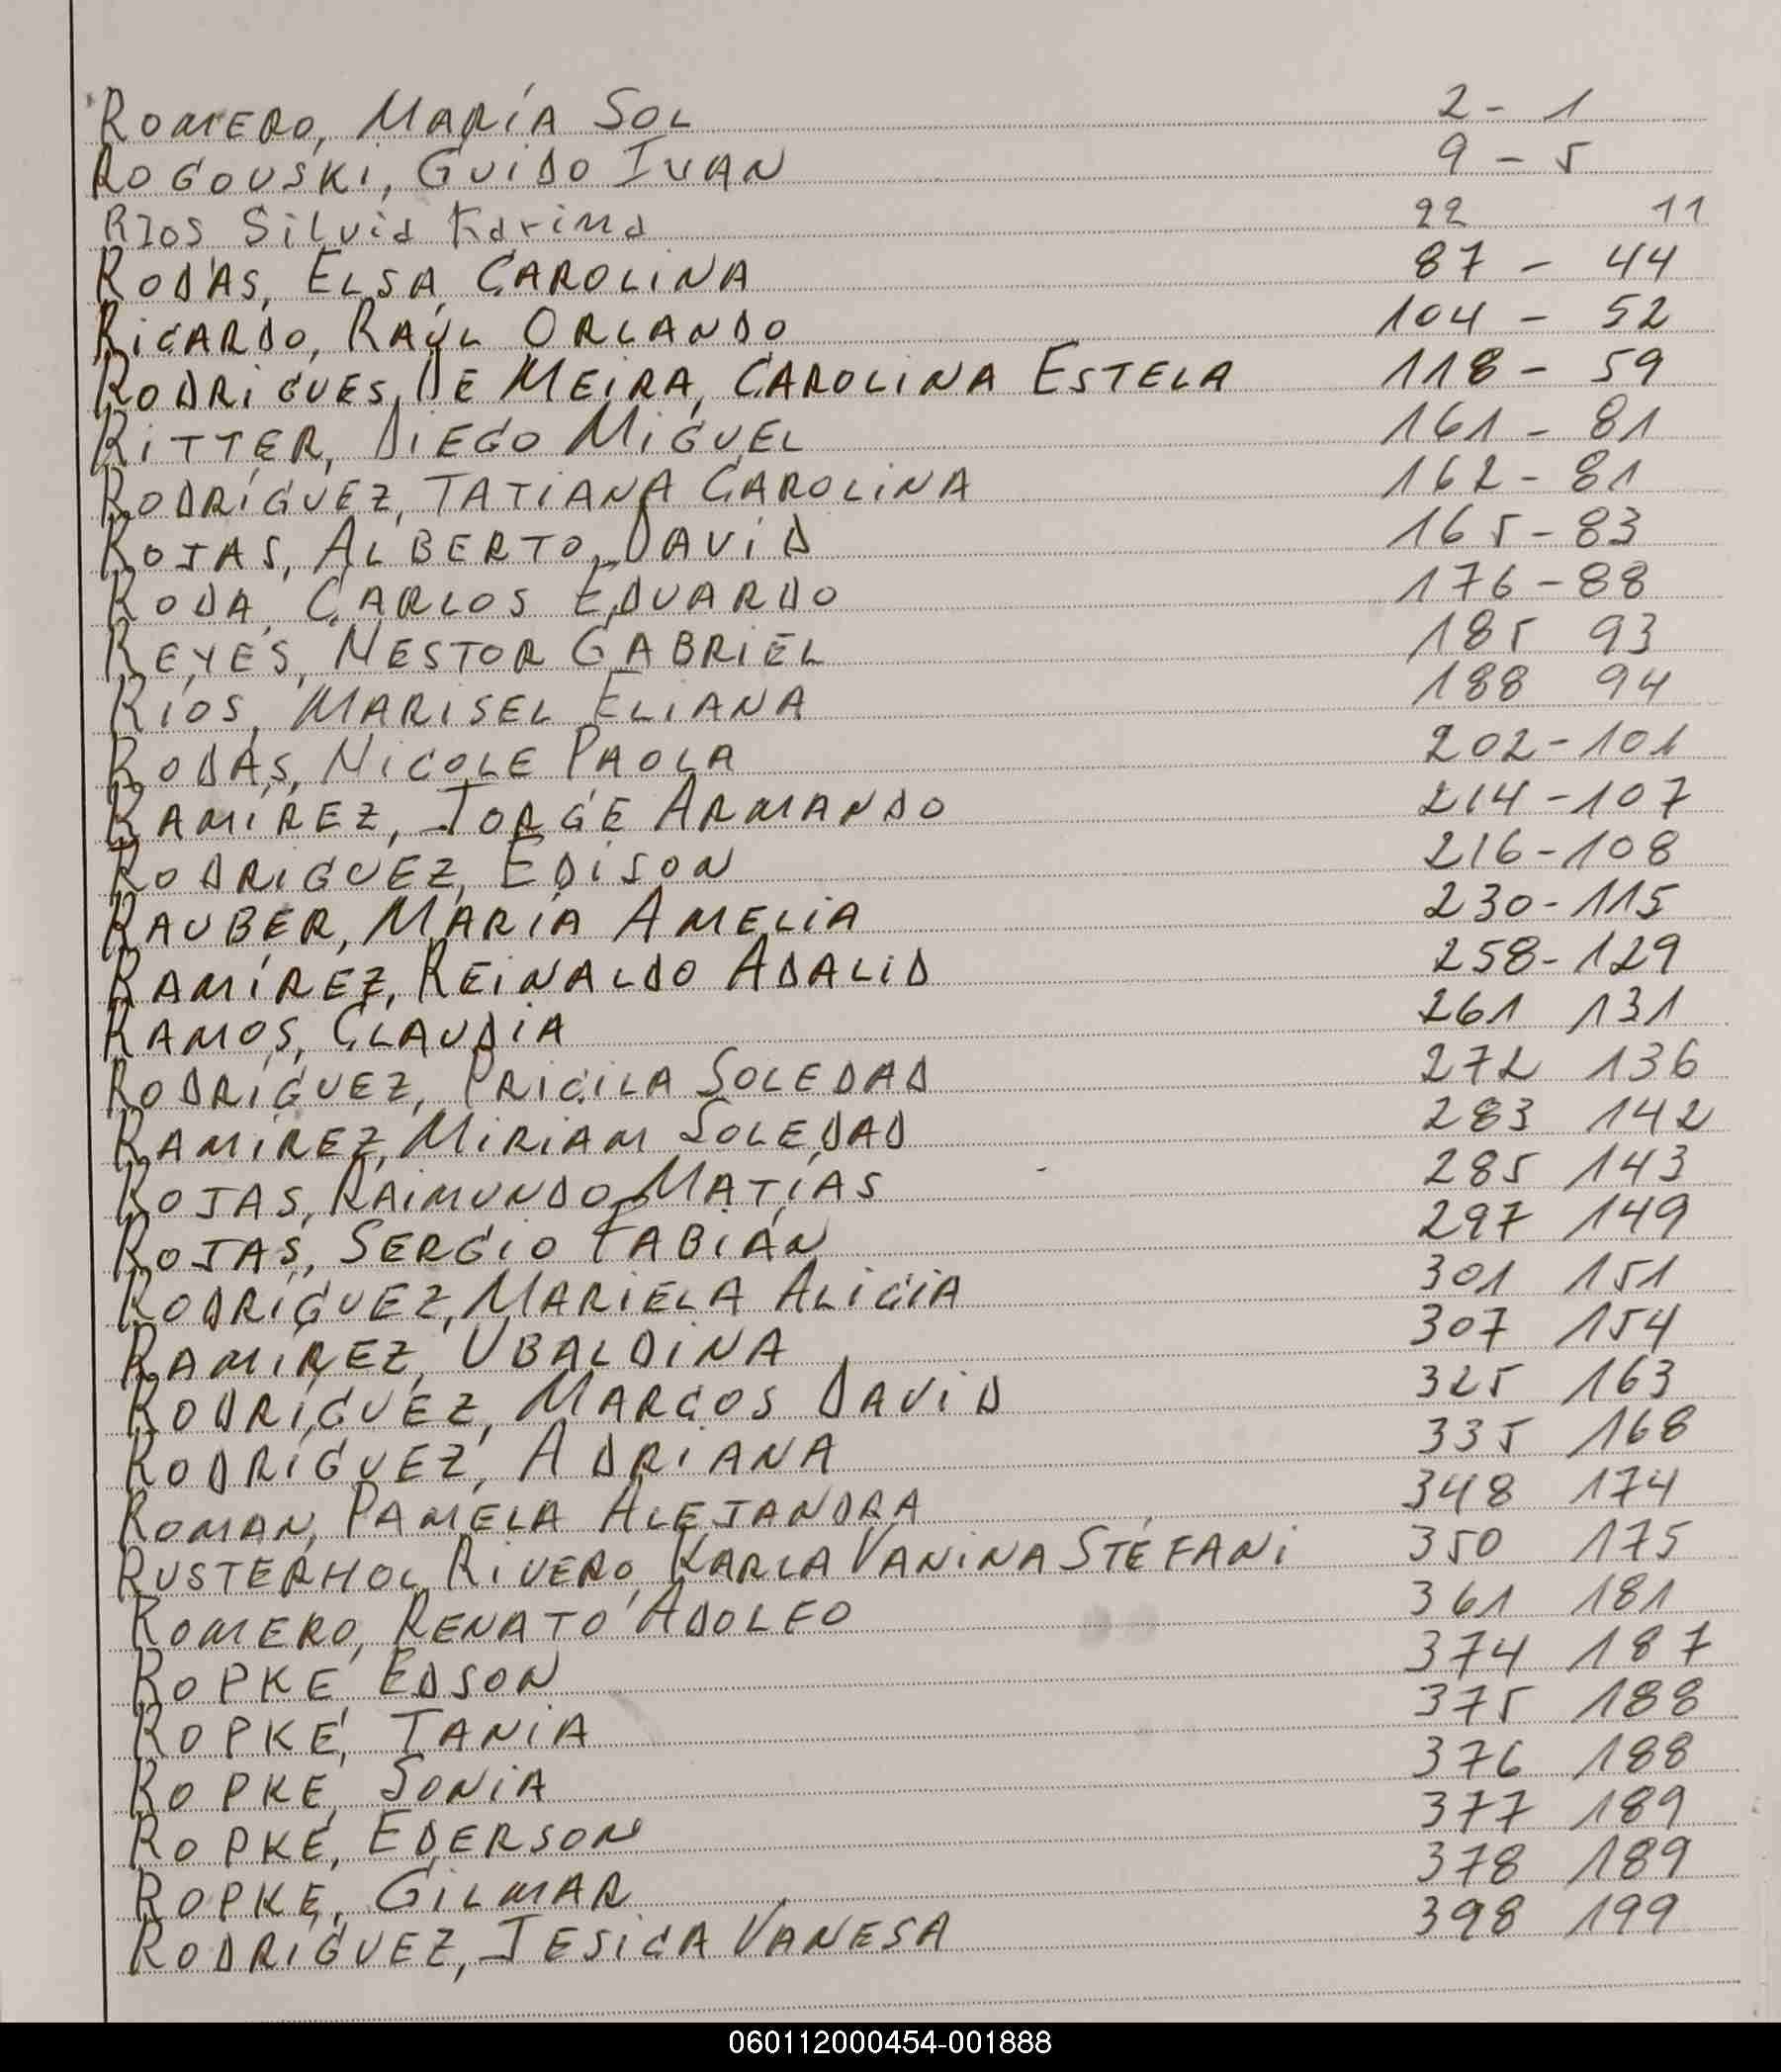 ROMERO, MARÍA SOL 2 - 1
ROGOUSKI, GUIDO IVAN 9 - 5
RIOS Silvia Karina 22 11
RODAS, ELSA CAROLINA 87 - 44
RICARDO, RAÚL ORLANDO 104 - 52
RODRIGUES DE MEIRA, CAROLINA ESTELA 118 - 59
RITTER, DIEGO MIGUEL 161 - 81
RODRÍGUEZ, TATIANA CAROLINA 162 - 81
ROJAS, ALBERTO DAVID 165 - 83
RODA, CARLOS EDUARDO 176 - 88
REYES, NESTOR GABRIEL 185 93
RÍOS, MARISEL ELIANA 188 94
RODAS, NICOLE PAOLA 202 - 101
RAMÍREZ, JORGE ARMANDO 214 - 107
RODRIGUEZ, EDISON 216 - 108
RAUBER, MARÍA AMELIA 230 - 115
RAMÍREZ, REINALDO ADALID 258 - 129
RAMOS, CLAUDIA 261 131
RODRÍGUEZ, PRICILA SOLEDAD 272 136
RAMÍREZ, MIRIAM SOLEDAD 283 142
ROJAS, RAIMUNDO MATÍAS 285 143
ROJAS, SERGIO FABIÁN 297 149
RODRÍGUEZ, MARIELA ALICIA 301 151
RAMÍREZ, UBALDINA 307 154
RODRÍGUEZ, MARCOS DAVID 325 163
RODRÍGUEZ, ADRIANA 335 168
ROMAN, PAMELA ALEJANDRA 348 174
RUSTERHOL RIVERO, KARLA VANINA STÉFANI 350 175
ROMERO, RENATO ADOLFO 361 181
ROPKE, EDSON 374 187
ROPKE, TANIA 375 188
ROPKE, SONIA 376 188
ROPKE, EDERSON 377 189
ROPKE, GILMAR 378 189
RODRÍGUEZ, JESICA VANESA 398 199
060112000454-001888